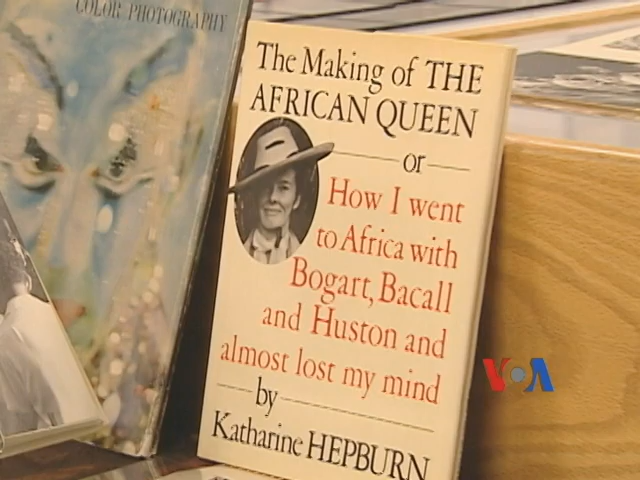 COLOR PHOTOGRAPHY
The Making of THE
AFRICAN QUEEN
or
How I went
to Africa with
Bogart, Bacall
and Huston and
almost lost my mind
by
Katharine HEPBURN
VOA